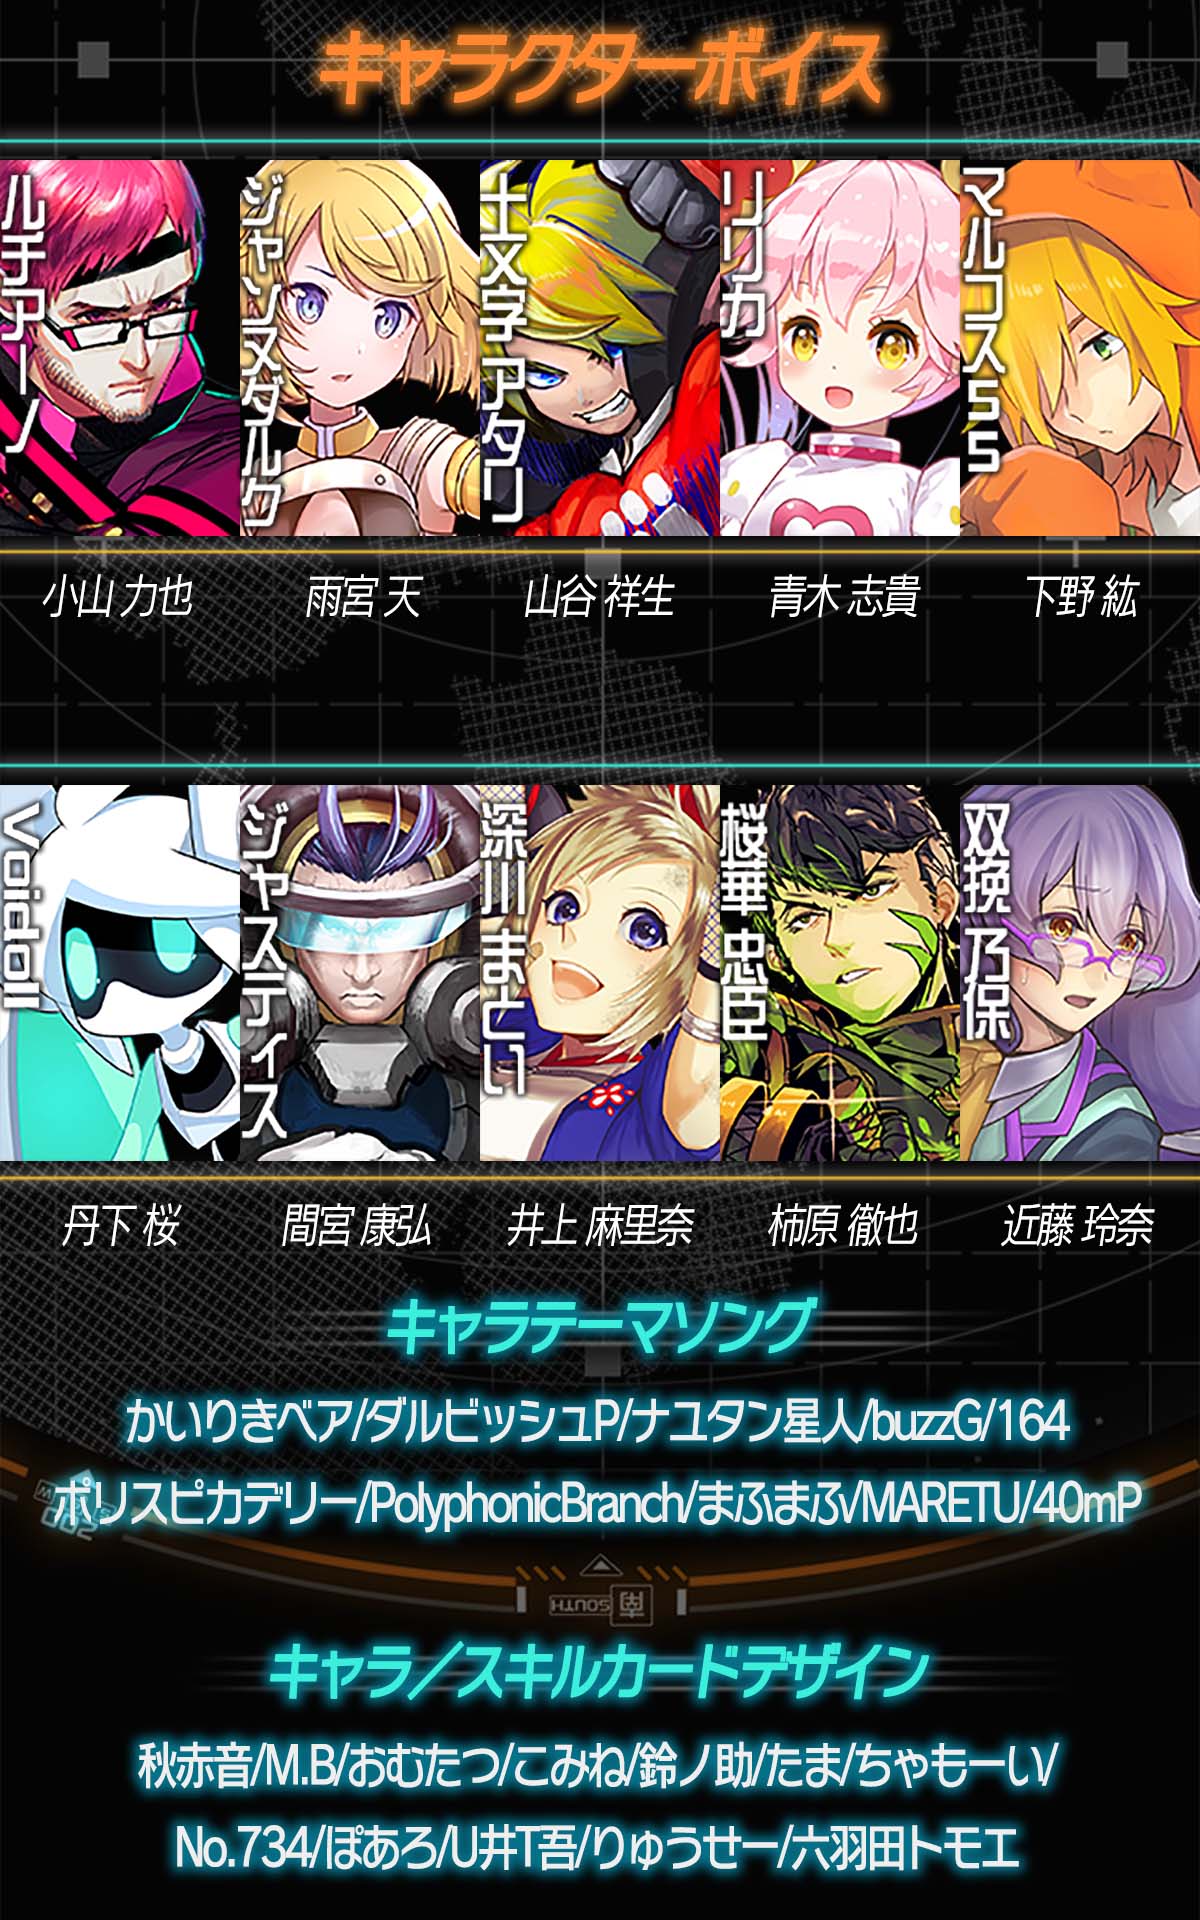 キャラクターボイス
ルチアーノ
ジャンヌダルク
十文字 アタリ
リリカ
マルコス55
小山 力也
雨宮 天
山谷 祥生
青木 志貴
下野 紘
Voidoll
ジャスティス
深川 まとい
桜華 忠臣
双挽 乃保
丹下 桜
間宮 康弘
井上 麻里奈
柿原 徹也
近藤 玲奈
キャラテーマソング
かいりきベア/ダルビッシュP/ナユタン星人/buzzG/164
ポリスピカデリー/PolyphonicBranch/まふまふ/MARETU/40mP
南
SOUTH
キャラ／スキルカードデザイン
秋赤音/M.B/おむたつ/こみね/鈴ノ助/たま/ちゃもーい/
No.734/ぽあろ/U井T吾/りゅうせー/六羽田トモエ